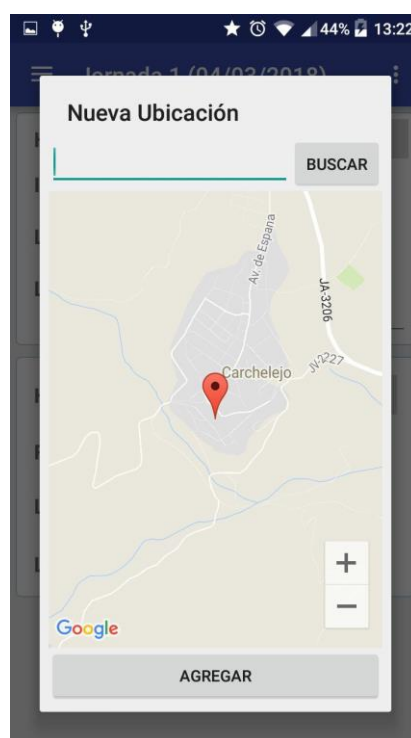 44% 13:22
Jornada 1 (04/03/2018)
Nueva Ubicación
BUSCAR
Av. de Espana
JA-3206
Carchelejo
JV-2227
Google
+
−
AGREGAR